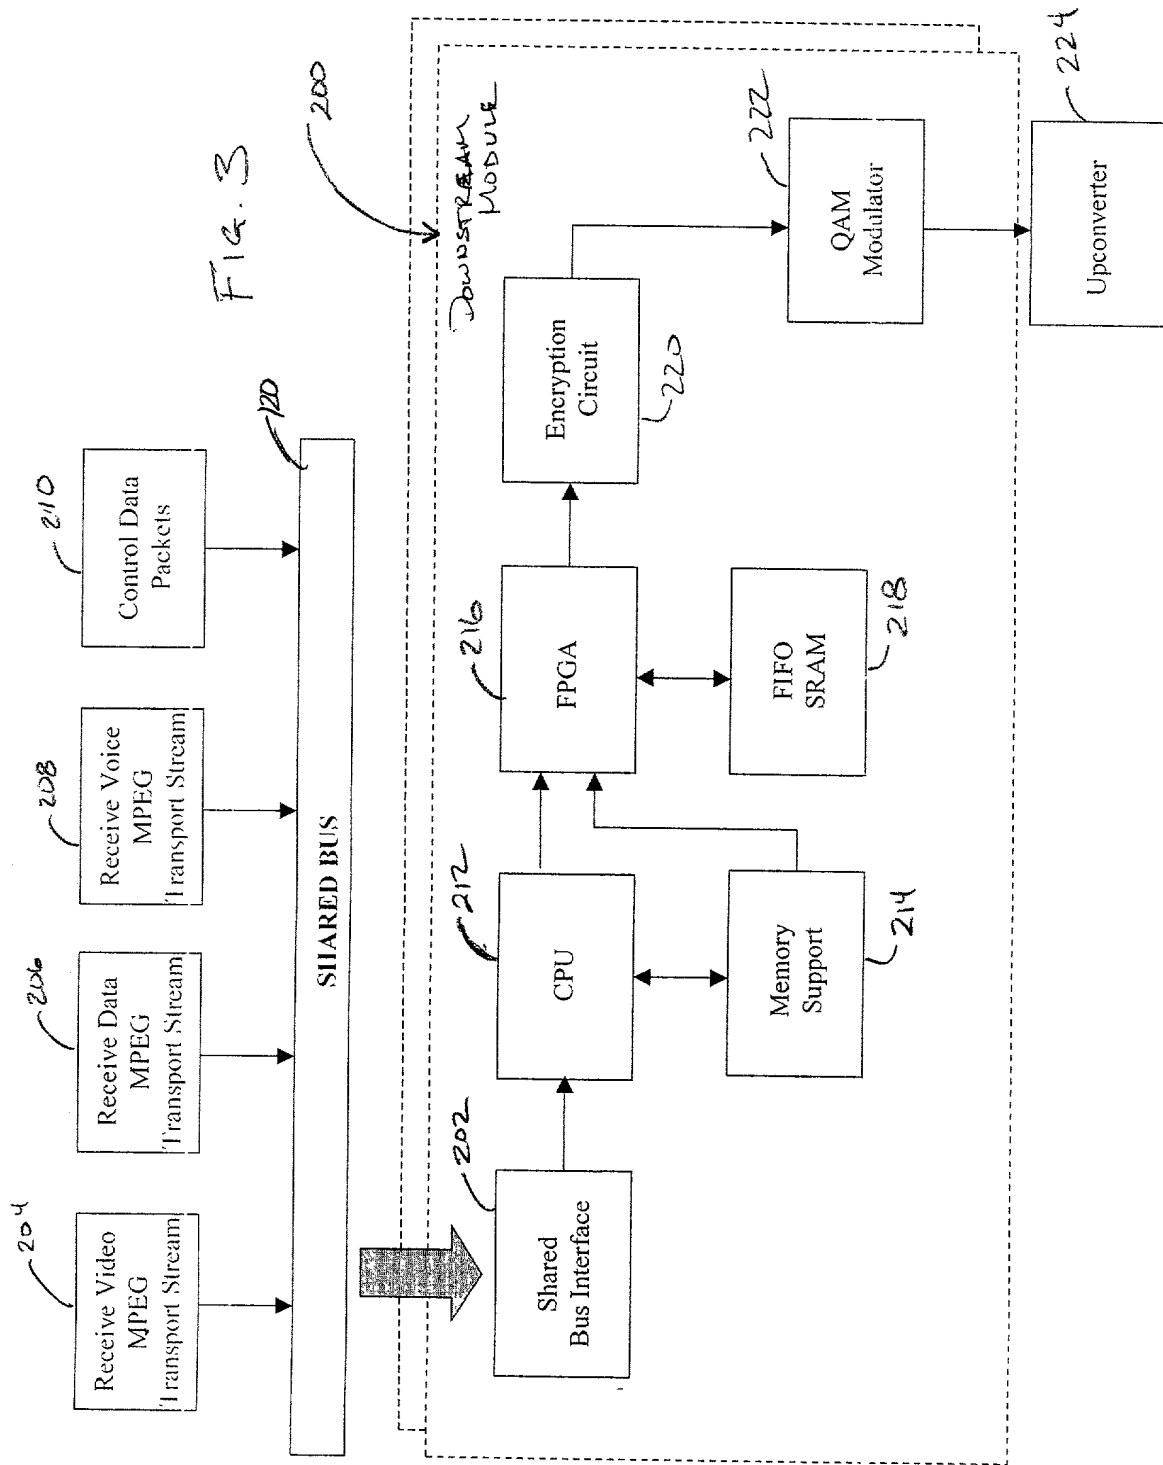 Fig. 3
204
Receive Video
MPEG
Transport Stream
206
Receive Data
MPEG
Transport Stream
208
Receive Voice
MPEG
Transport Stream
210
Control Data
Packets
120
SHARED BUS
200
DOWNSTREAM
MODULE
202
Shared
Bus Interface
212
CPU
214
Memory
Support
216
FPGA
218
FIFO
SRAM
220
Encryption
Circuit
222
QAM
Modulator
224
Upconverter